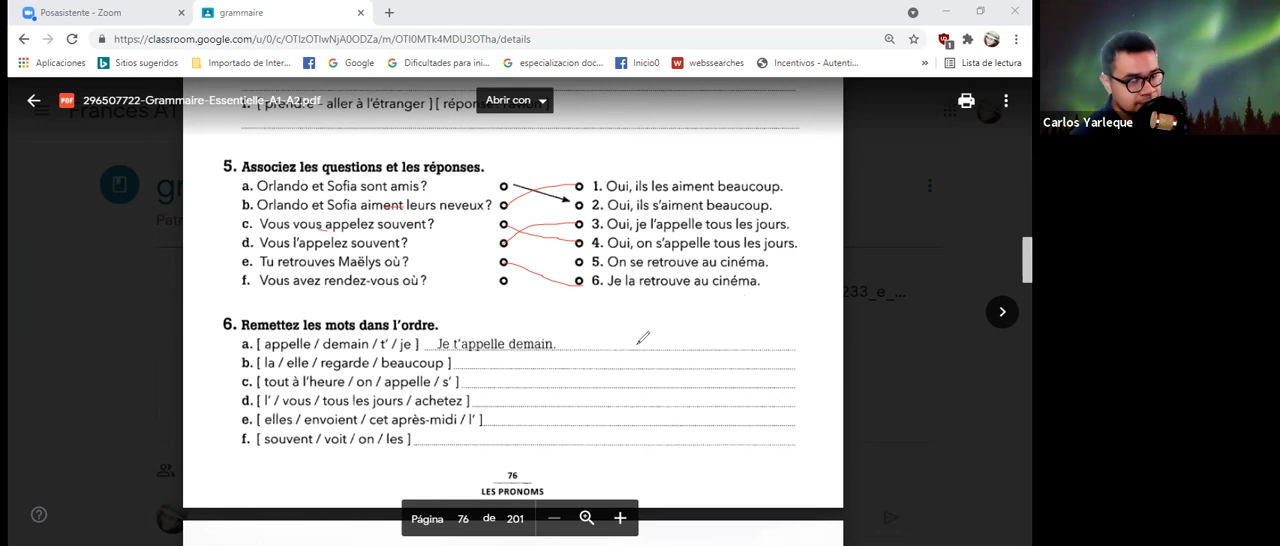 Posasistente - Zoom
grammaire
https://classroom.google.com/u/0/c/OTIzOTIwNjA0ODZa/m/OTI0MTk4MDU3OTha/details
Aplicaciones
Sitios sugeridos
Importado de Inter...
Google
Dificultades para ini...
especializacion doc...
Inicio0
webssearches
Incentivos - Autenti...
»
Lista de lectura
PDF
296507722-Grammaire-Essentielle-A1-A2.pdf
Abrir con
[ prendre - aller à l'étranger ] [ réponse : l'avion ]
5. Associez les questions et les réponses.
a. Orlando et Sofia sont amis ?
b. Orlando et Sofia aiment leurs neveux ?
c. Vous vous appelez souvent ?
d. Vous l'appelez souvent ?
e. Tu retrouves Maëlys où ?
f. Vous avez rendez-vous où ?
1. Oui, ils les aiment beaucoup.
2. Oui, ils s'aiment beaucoup.
3. Oui, je l'appelle tous les jours.
4. Oui, on s'appelle tous les jours.
5. On se retrouve au cinéma.
6. Je la retrouve au cinéma.
6. Remettez les mots dans l'ordre.
a. [ appelle / demain / t' / je ] Je t'appelle demain.
b. [ la / elle / regarde / beaucoup ]
c. [ tout à l'heure / on / appelle / s' ]
d. [ l' / vous / tous les jours / achetez ]
e. [ elles / envoient / cet après-midi / l' ]
f. [ souvent / voit / on / les ]
76
LES PRONOMS
Página 76 de 201
233_e_...
Carlos Yarleque